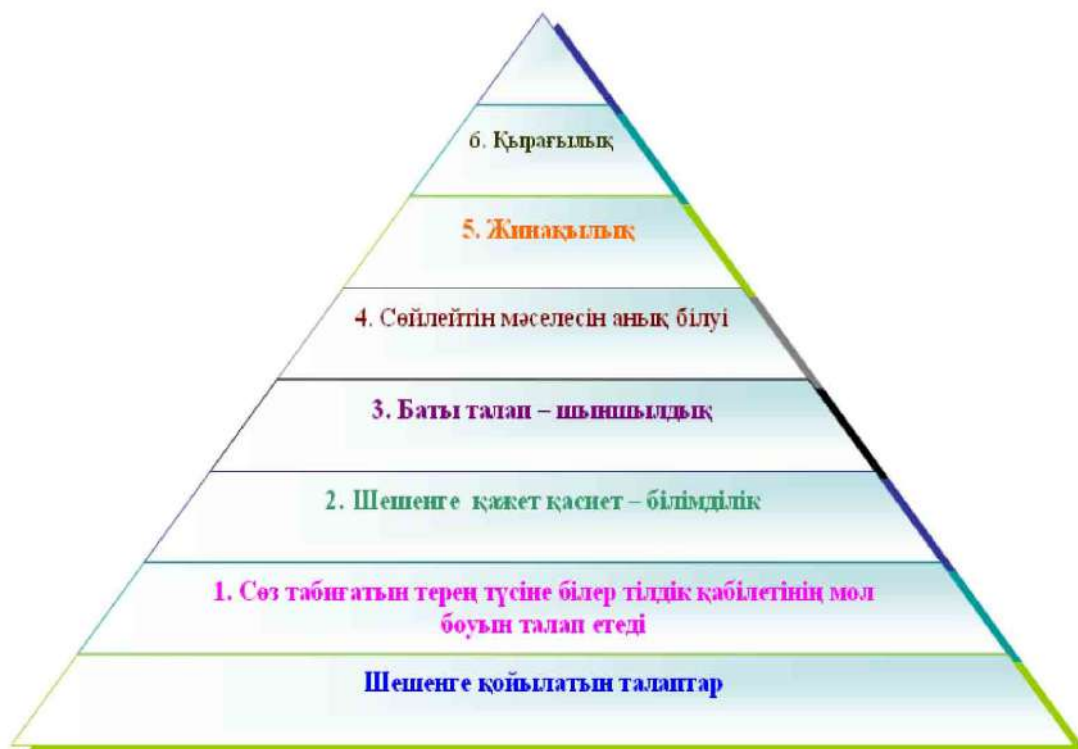 6. Қырағылық
5. Жинақылық
4. Сөйлейтін мәселесін анық білуі
3. Баты талап – шыншылдық
2. Шешенге қажет қасиет – білімділік
1. Сөз табиғатын терең түсіне білер тілдік қабілетінің мол
боуын талап етеді
Шешенге қойылатын талаптар